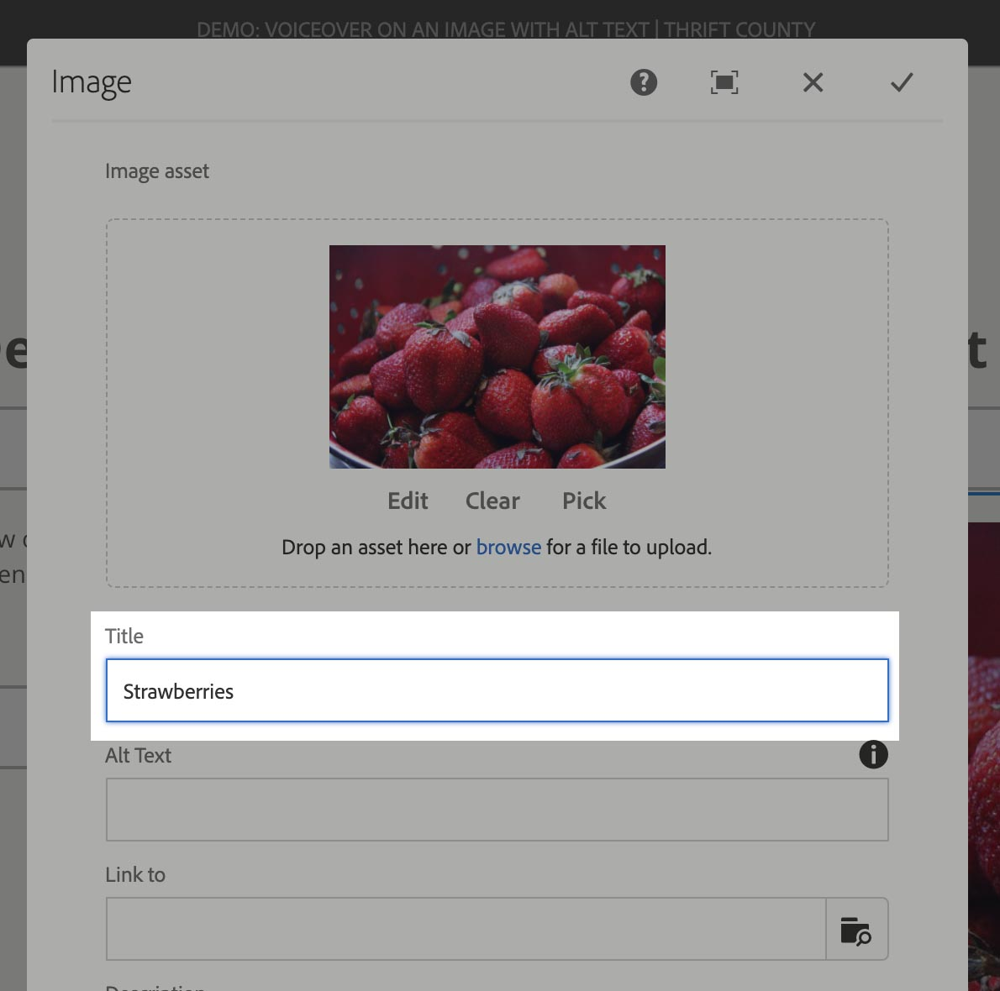 DEMO: VOICEOVER ON AN IMAGE WITH ALT TEXT | THRIFT COUNTY
Image
Image asset
Edit Clear Pick
Drop an asset here or browse for a file to upload.
Title
Strawberries
Alt Text
Link to
Description